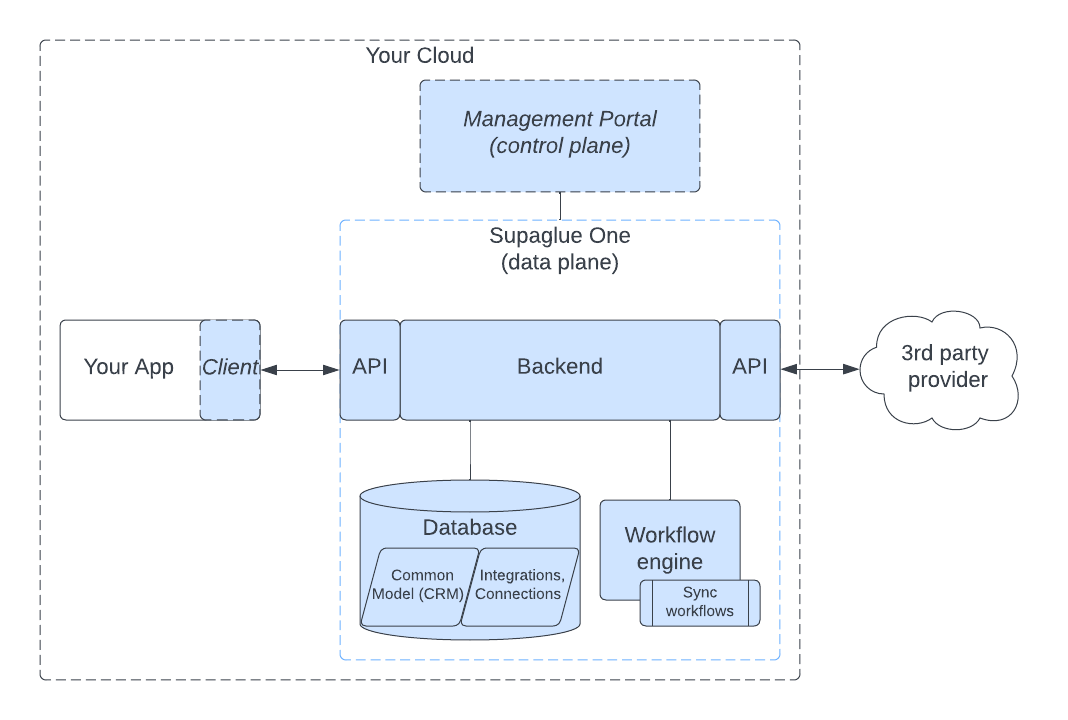 Your Cloud
Management Portal
(control plane)
Supaglue One
(data plane)
Your App
Client
API
Backend
API
3rd party
provider
Database
Common
Model (CRM)
Integrations,
Connections
Workflow
engine
Sync
workflows